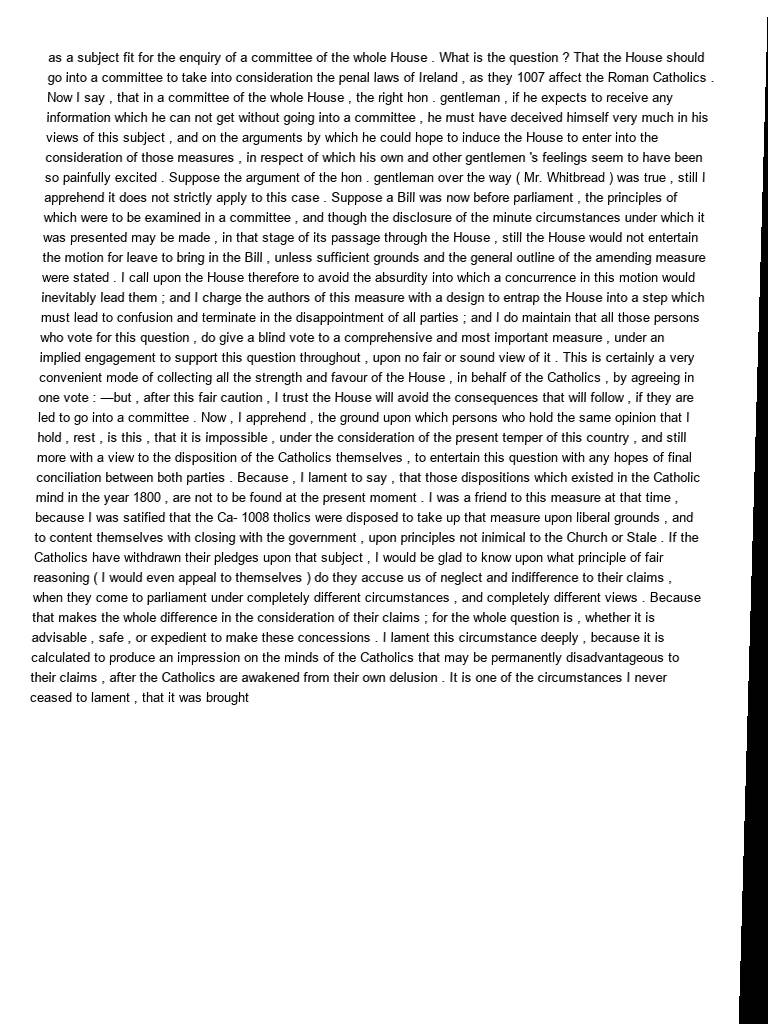 as a subject fit for the enquiry of a committee of the whole House . What is the question ? That the House should
go into a committee to take into consideration the penal laws of Ireland , as they 1007 affect the Roman Catholics .
Now I say , that in a committee of the whole House , the right hon . gentleman , if he expects to receive any
information which he can not get without going into a committee , he must have deceived himself very much in his
views of this subject , and on the arguments by which he could hope to induce the House to enter into the
consideration of those measures , in respect of which his own and other gentlemen 's feelings seem to have been
so painfully excited . Suppose the argument of the hon . gentleman over the way ( Mr. Whitbread ) was true , still I
apprehend it does not strictly apply to this case . Suppose a Bill was now before parliament , the principles of
which were to be examined in a committee , and though the disclosure of the minute circumstances under which it
was presented may be made , in that stage of its passage through the House , still the House would not entertain
the motion for leave to bring in the Bill , unless sufficient grounds and the general outline of the amending measure
were stated . I call upon the House therefore to avoid the absurdity into which a concurrence in this motion would
inevitably lead them ; and I charge the authors of this measure with a design to entrap the House into a step which
must lead to confusion and terminate in the disappointment of all parties ; and I do maintain that all those persons
who vote for this question , do give a blind vote to a comprehensive and most important measure , under an
implied engagement to support this question throughout , upon no fair or sound view of it . This is certainly a very
convenient mode of collecting all the strength and favour of the House , in behalf of the Catholics , by agreeing in
one vote : —but , after this fair caution , I trust the House will avoid the consequences that will follow , if they are
led to go into a committee . Now , I apprehend , the ground upon which persons who hold the same opinion that I
hold , rest , is this , that it is impossible , under the consideration of the present temper of this country , and still
more with a view to the disposition of the Catholics themselves , to entertain this question with any hopes of final
conciliation between both parties . Because , I lament to say , that those dispositions which existed in the Catholic
mind in the year 1800 , are not to be found at the present moment . I was a friend to this measure at that time ,
because I was satified that the Ca- 1008 tholics were disposed to take up that measure upon liberal grounds , and
to content themselves with closing with the government , upon principles not inimical to the Church or Stale . If the
Catholics have withdrawn their pledges upon that subject , I would be glad to know upon what principle of fair
reasoning ( I would even appeal to themselves ) do they accuse us of neglect and indifference to their claims ,
when they come to parliament under completely different circumstances , and completely different views . Because
that makes the whole difference in the consideration of their claims ; for the whole question is , whether it is
advisable , safe , or expedient to make these concessions . I lament this circumstance deeply , because it is
calculated to produce an impression on the minds of the Catholics that may be permanently disadvantageous to
their claims , after the Catholics are awakened from their own delusion . It is one of the circumstances I never
ceased to lament , that it was brought